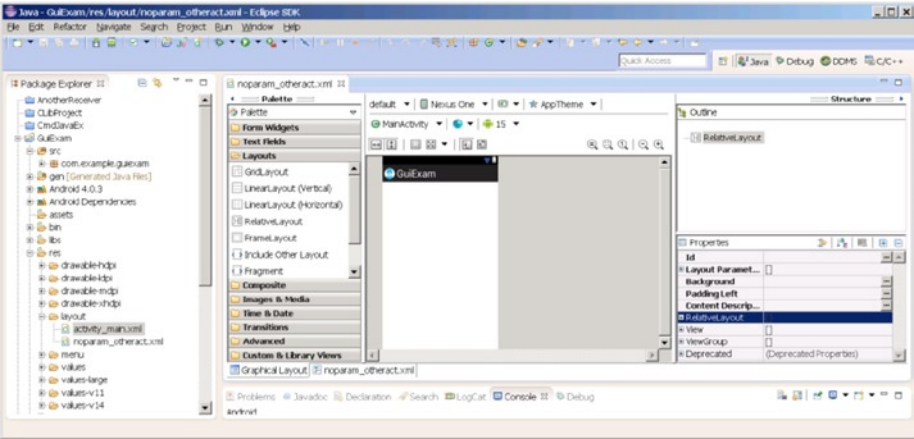 Java - GuiExam/res/layout/noparam_otheract.xml - Eclipse SDK
File Edit Refactor Navigate Search Project Run Window Help
Quick Access
Java Debug DDMS C/C++
Package Explorer
AnotherReceiver
CLibProject
CmdJavaEx
GuiExam
src
com.example.guiexam
gen [Generated Java Files]
Android 4.0.3
Android Dependencies
assets
bin
libs
res
drawable-hdpi
drawable-ldpi
drawable-mdpi
drawable-xhdpi
layout
activity_main.xml
noparam_otheract.xml
menu
values
values-large
values-v11
values-v14
noparam_otheract.xml
Palette
Palette
Form Widgets
Text Fields
Layouts
GridLayout
LinearLayout (Vertical)
LinearLayout (Horizontal)
RelativeLayout
FrameLayout
Include Other Layout
Fragment
Composite
Images & Media
Time & Date
Transitions
Advanced
Custom & Library Views
default Nexus One AppTheme
MainActivity 15
GuiExam
Graphical Layout noparam_otheract.xml
Structure
Outline
RelativeLayout
Properties
Id
Layout Paramet... []
Background
Padding Left
Content Descrip...
RelativeLayout []
View []
ViewGroup []
Deprecated (Deprecated Properties)
Problems Javadoc Declaration Search LogCat Console Debug
Android